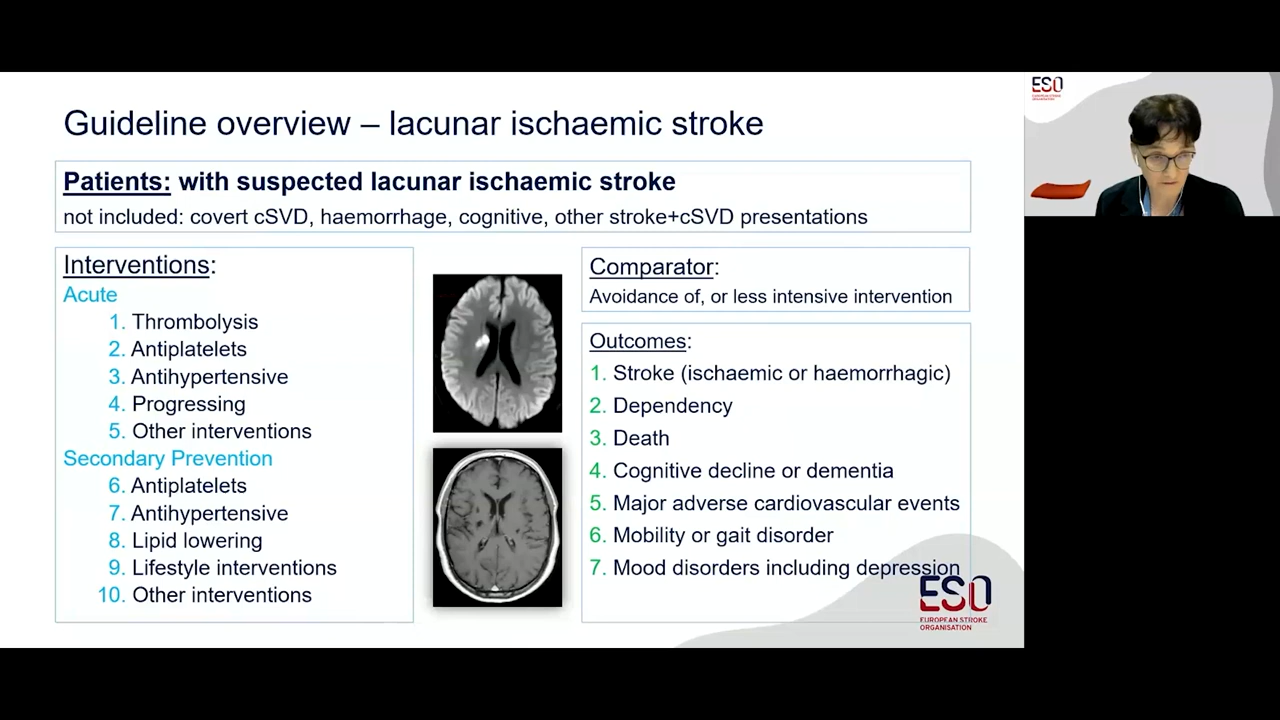 Guideline overview – lacunar ischaemic stroke
Patients: with suspected lacunar ischaemic stroke
not included: covert cSVD, haemorrhage, cognitive, other stroke+cSVD presentations
Interventions:
Acute
1. Thrombolysis
2. Antiplatelets
3. Antihypertensive
4. Progressing
5. Other interventions
Secondary Prevention
6. Antiplatelets
7. Antihypertensive
8. Lipid lowering
9. Lifestyle interventions
10. Other interventions
Comparator:
Avoidance of, or less intensive intervention
Outcomes:
1. Stroke (ischaemic or haemorrhagic)
2. Dependency
3. Death
4. Cognitive decline or dementia
5. Major adverse cardiovascular events
6. Mobility or gait disorder
7. Mood disorders including depression
ESO
EUROPEAN STROKE
ORGANISATION
ESO
EUROPEAN STROKE
ORGANISATION